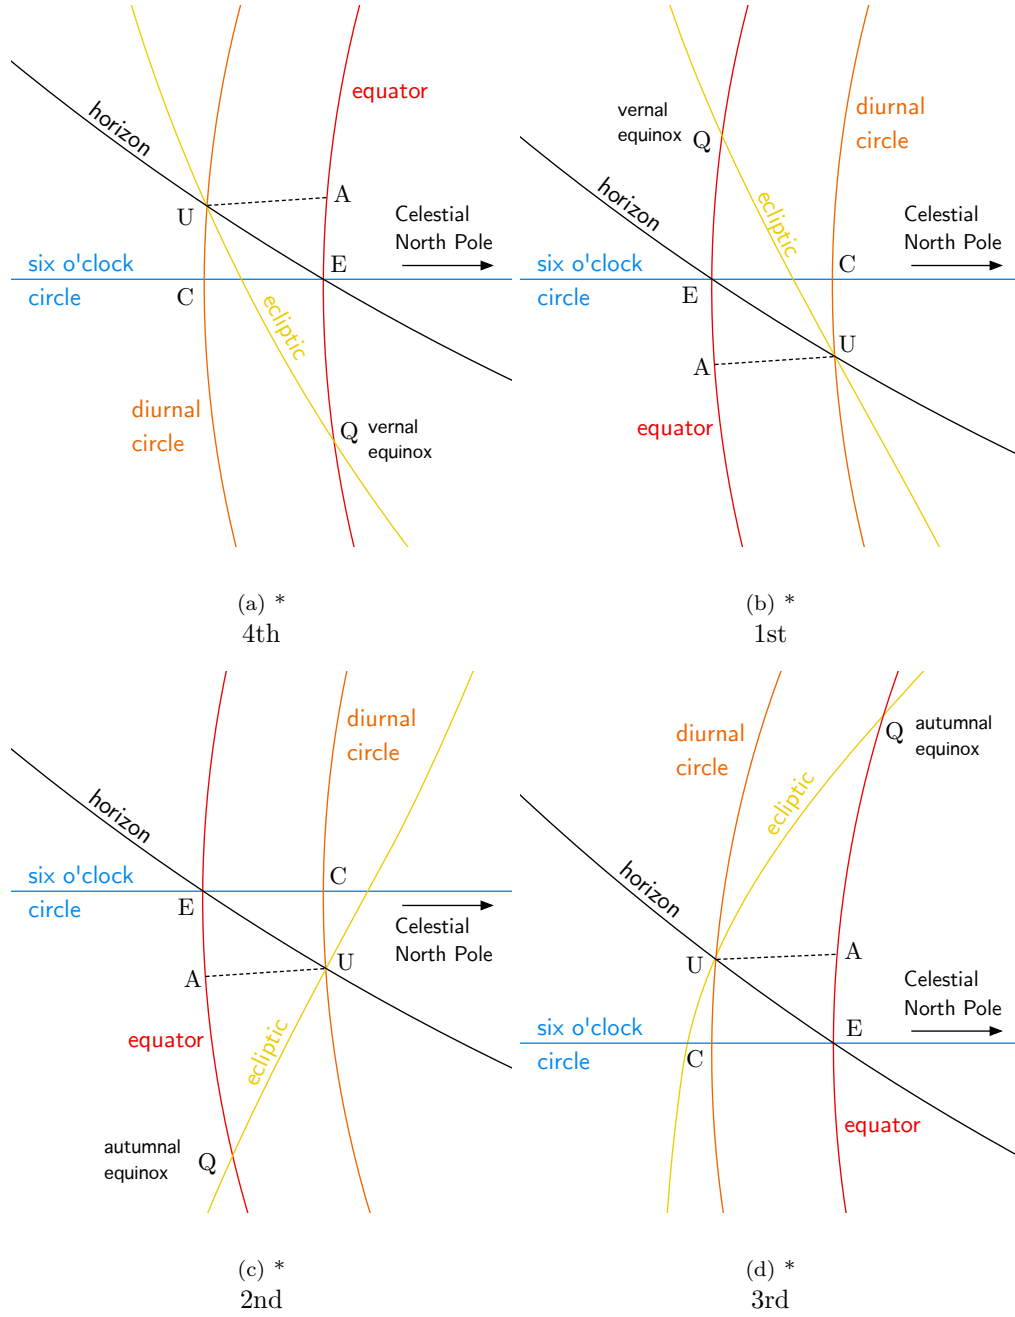 equator
horizon
A
U
Celestial
North Pole
E
six o'clock
circle
C
ecliptic
diurnal
circle
Q
vernal
equinox
(a) *
4th
vernal
equinox
Q
diurnal
circle
horizon
ecliptic
Celestial
North Pole
six o'clock
circle
C
E
U
A
equator
(b) *
1st
diurnal
circle
horizon
six o'clock
circle
C
E
Celestial
North Pole
U
A
equator
ecliptic
autumnal
equinox
Q
(c) *
2nd
autumnal
equinox
Q
diurnal
circle
ecliptic
horizon
U
A
Celestial
North Pole
six o'clock
circle
E
C
equator
(d) *
3rd